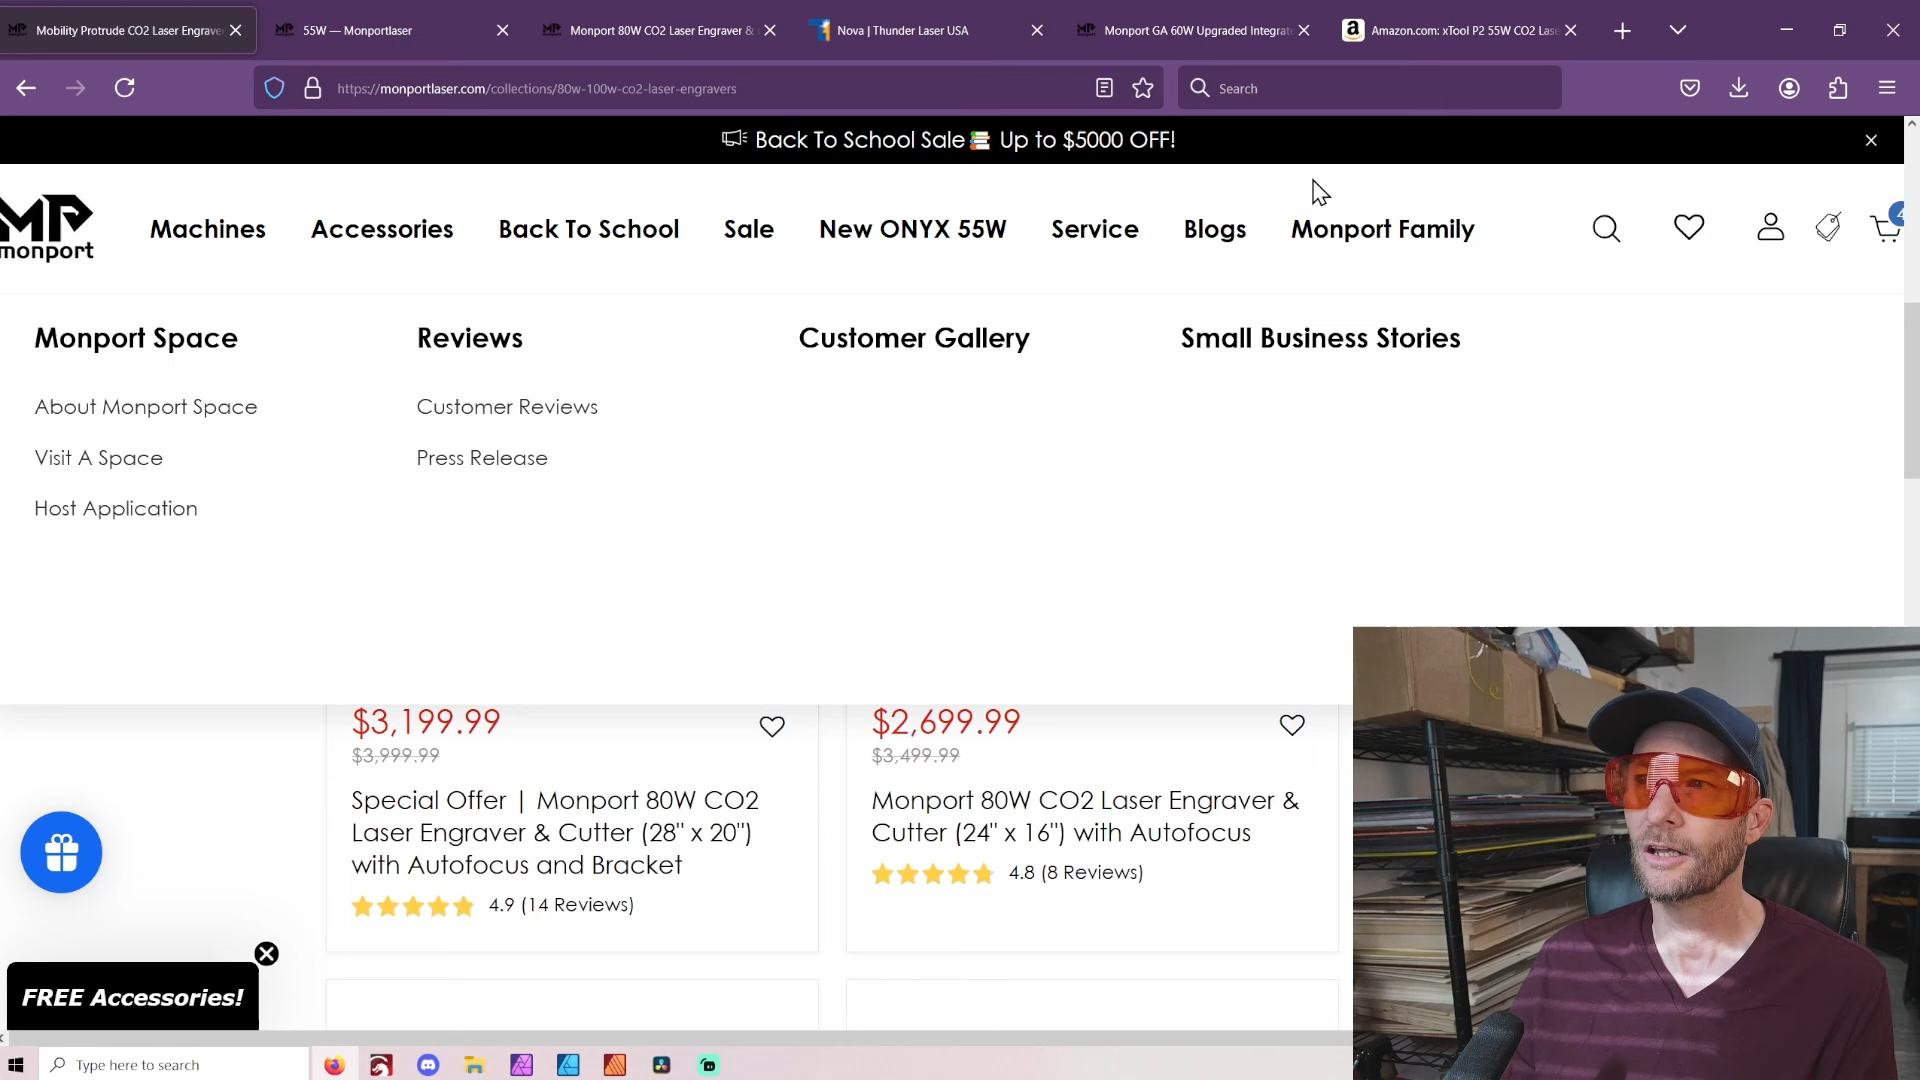 Mobility Protrude CO2 Laser Engrave
55W — Monportlaser
Monport 80W CO2 Laser Engraver &
Nova | Thunder Laser USA
Monport GA 60W Upgraded Integrat
Amazon.com: xTool P2 55W CO2 Las
https://monportlaser.com/collections/80w-100w-co2-laser-engravers
Search
Back To School Sale Up to $5000 OFF!
MP
monport
Machines
Accessories
Back To School
Sale
New ONYX 55W
Service
Blogs
Monport Family
4
Monport Space
Reviews
Customer Gallery
Small Business Stories
About Monport Space
Customer Reviews
Visit A Space
Press Release
Host Application
$3,199.99
$3,999.99
Special Offer | Monport 80W CO2
Laser Engraver & Cutter (28" x 20")
with Autofocus and Bracket
4.9 (14 Reviews)
$2,699.99
$3,499.99
Monport 80W CO2 Laser Engraver &
Cutter (24" x 16") with Autofocus
4.8 (8 Reviews)
FREE Accessories!
Type here to search